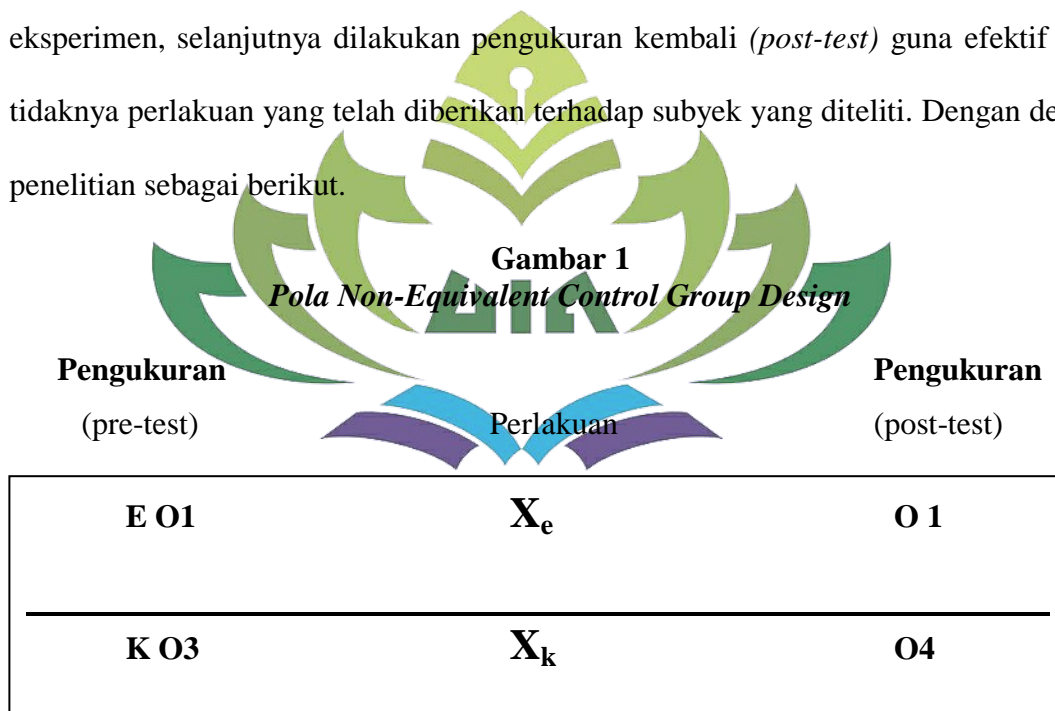 eksperimen, selanjutnya dilakukan pengukuran kembali (post-test) guna efektif
tidaknya perlakuan yang telah diberikan terhadap subyek yang diteliti. Dengan de
penelitian sebagai berikut.
Gambar 1
Pola Non-Equivalent Control Group Design
Pengukuran Pengukuran
(pre-test) Perlakuan (post-test)
E O1 Xe O 1
K O3 Xk O4